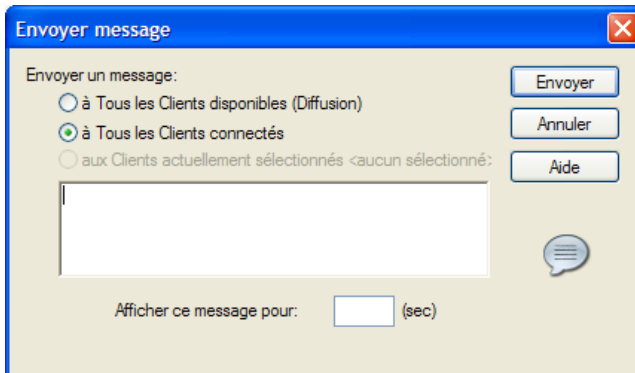 Envoyer message
Envoyer un message:
à Tous les Clients disponibles (Diffusion)
à Tous les Clients connectés
aux Clients actuellement sélectionnés <aucun sélectionné>
Envoyer
Annuler
Aide
Afficher ce message pour:
(sec)